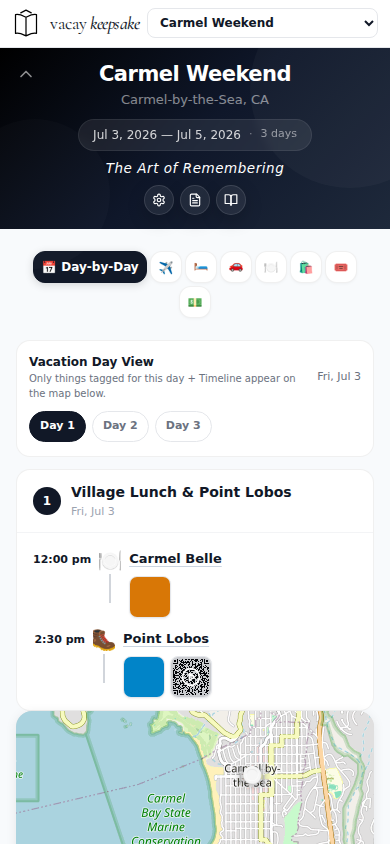 vacay keepsake
Carmel Weekend
Carmel Weekend
Carmel-by-the-Sea, CA
Jul 3, 2026 — Jul 5, 2026 · 3 days
The Art of Remembering
Day-by-Day
Vacation Day View
Only things tagged for this day + Timeline appear on
the map below.
Fri, Jul 3
Day 1
Day 2
Day 3
1
Village Lunch & Point Lobos
Fri, Jul 3
12:00 pm
Carmel Belle
2:30 pm
Point Lobos
Carmel-by-
the-Sea
Carmel
Bay State
Marine
Conservation